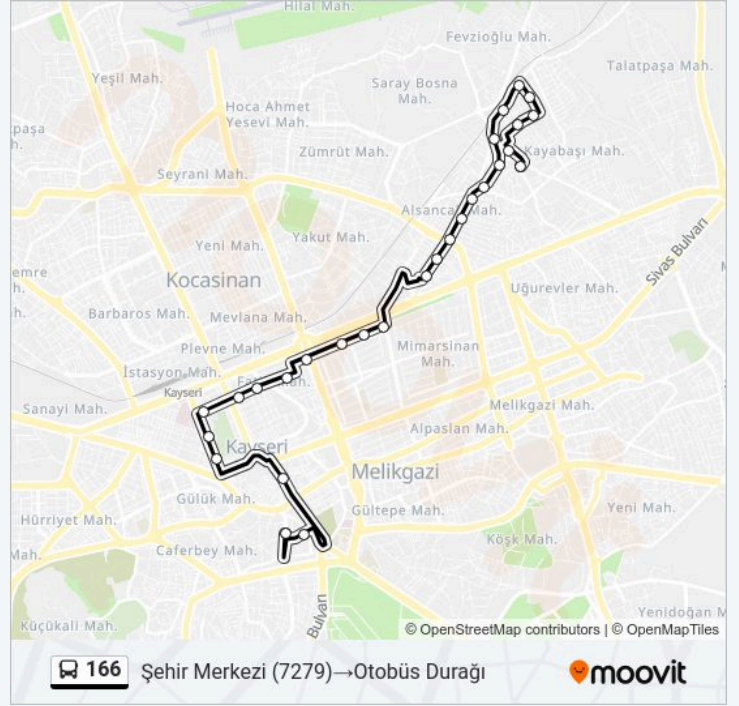 Hilal Mah.
Fevzioğlu Mah.
Talatpaşa Mah.
Yeşil Mah.
Saray Bosna
Mah.
Hoca Ahmet
Yesevi Mah.
paşa
h.
Zümrüt Mah.
Kayabaşı Mah.
Seyrani Mah.
Alsancak Mah.
Yeni Mah.
Yakut Mah.
Sivas Bulvarı
emre
h.
Kocasinan
Uğurevler Mah.
Barbaros Mah.
Mevlana Mah.
h.
Plevne Mah.
Mimarsinan
Mah.
İstasyon Mah.
Kayseri
Sanayi Mah.
Melikgazi Mah.
Alpaslan Mah.
Kayseri
Melikgazi
Gülük Mah.
Gültepe Mah.
Yeni Mah.
Hürriyet Mah.
Köşk Mah.
Mah.
Caferbey Mah.
Bulvarı
Yenidoğan M
Küçükali Mah.
© OpenStreetMap contributors | © OpenMapTiles
166 Şehir Merkezi (7279)→Otobüs Durağı
moovit